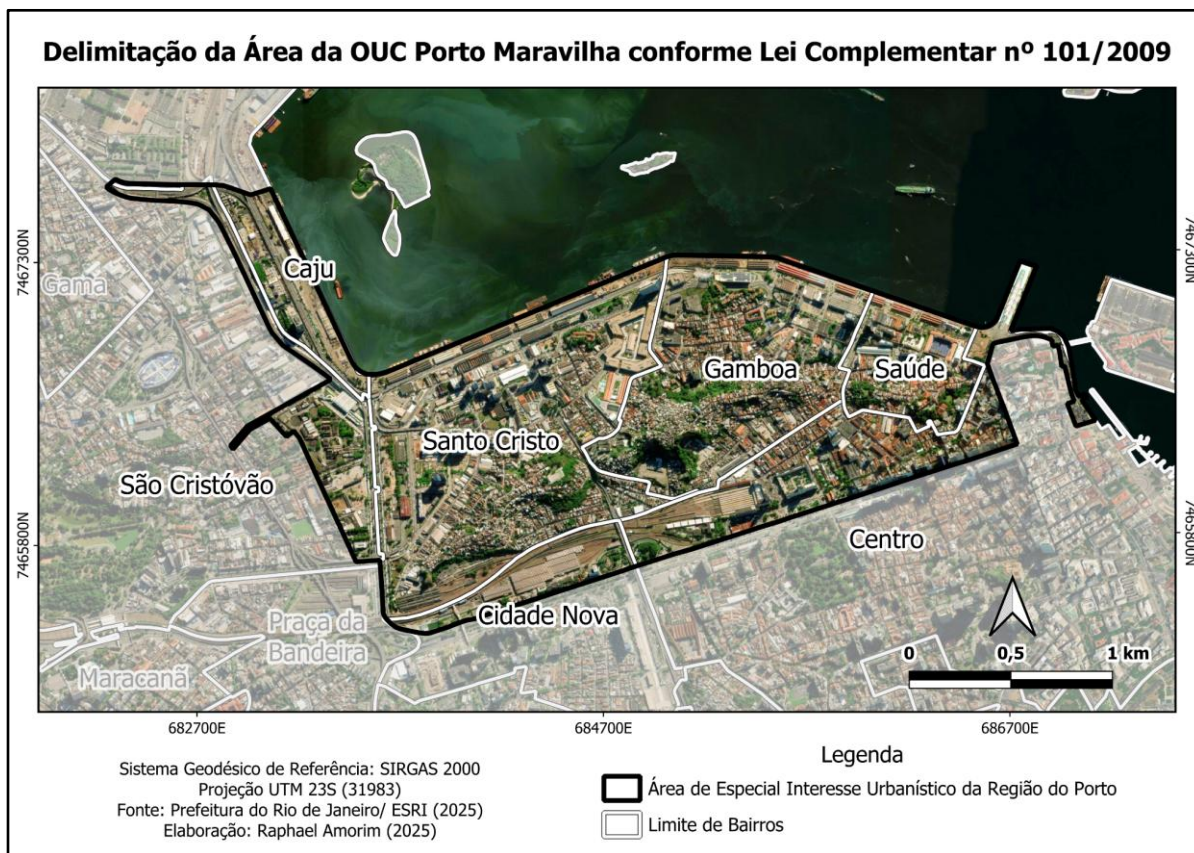 Delimitação da Área da OUC Porto Maravilha conforme Lei Complementar nº 101/2009
7467300N
7467300N
Caju
Gama
Gamboa
Saúde
Santo Cristo
São Cristóvão
7465800N
7465800N
Centro
Cidade Nova
Praça da
Bandeira
Maracanã
0 0,5 1 km
682700E
684700E
686700E
Legenda
Sistema Geodésico de Referência: SIRGAS 2000
Projeção UTM 23S (31983)
Fonte: Prefeitura do Rio de Janeiro/ ESRI (2025)
Elaboração: Raphael Amorim (2025)
Área de Especial Interesse Urbanístico da Região do Porto
Limite de Bairros